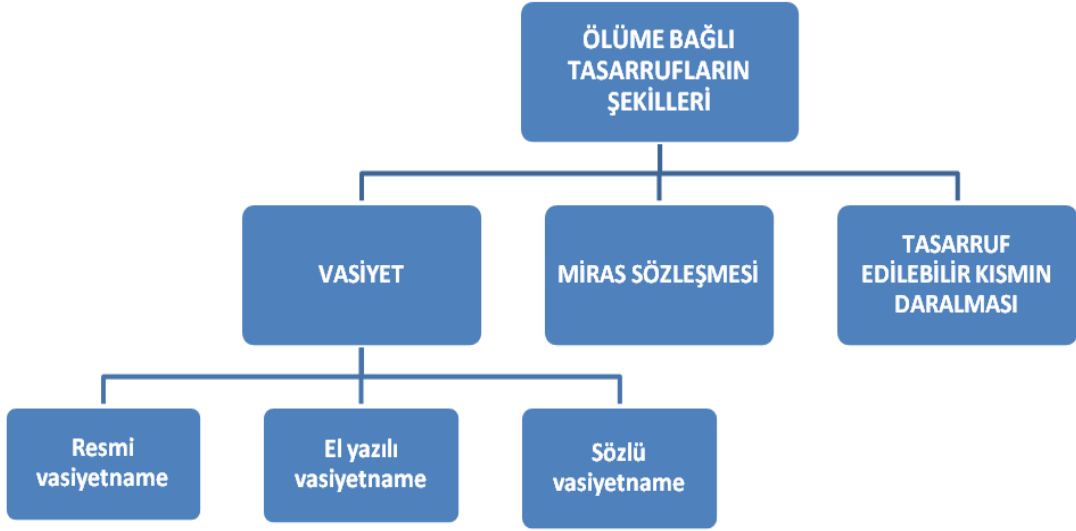 ÖLÜME BAĞLI
TASARRUFLARIN
ŞEKİLLERİ
VASİYET
MİRAS SÖZLEŞMESİ
TASARRUF
EDİLEBİLİR KISMIN
DARALMASI
Resmi
vasiyetname
El yazılı
vasiyetname
Sözlü
vasiyetname